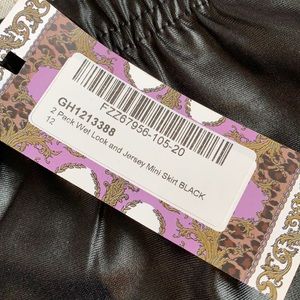 FZZ67956-105-20
GH1213388
2 Pack Wet Look and Jersey Mini Skirt BLACK
12